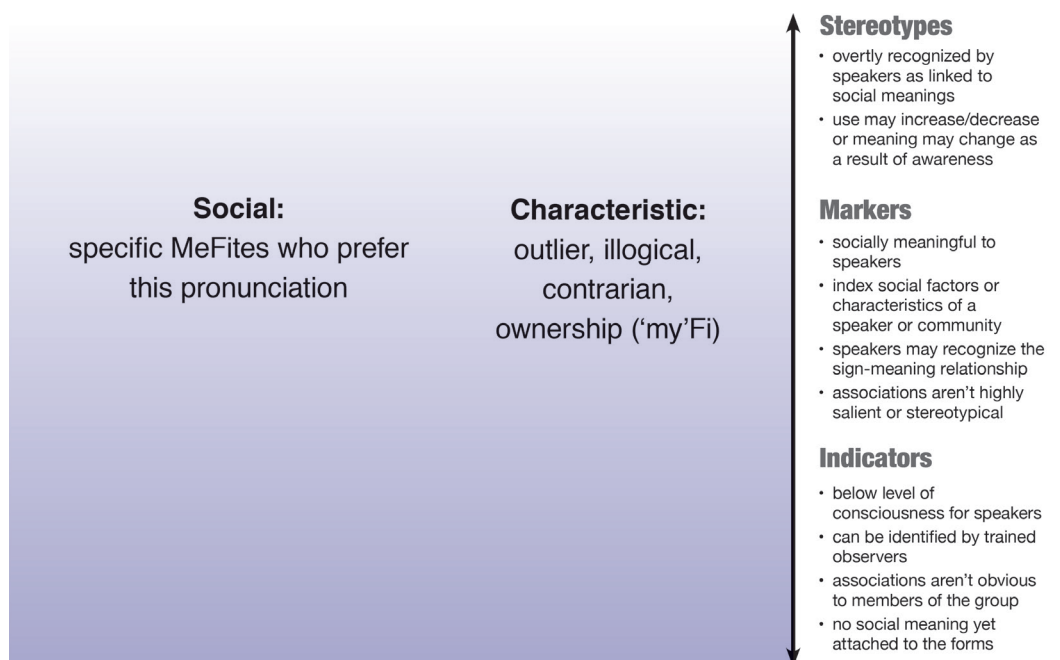 Social:
specific MeFites who prefer
this pronunciation
Characteristic:
outlier, illogical,
contrarian,
ownership (‘my’Fi)
Stereotypes
• overtly recognized by
speakers as linked to
social meanings
• use may increase/decrease
or meaning may change as
a result of awareness
Markers
• socially meaningful to
speakers
• index social factors or
characteristics of a
speaker or community
• speakers may recognize the
sign-meaning relationship
• associations aren’t highly
salient or stereotypical
Indicators
• below level of
consciousness for speakers
• can be identified by trained
observers
• associations aren’t obvious
to members of the group
• no social meaning yet
attached to the forms